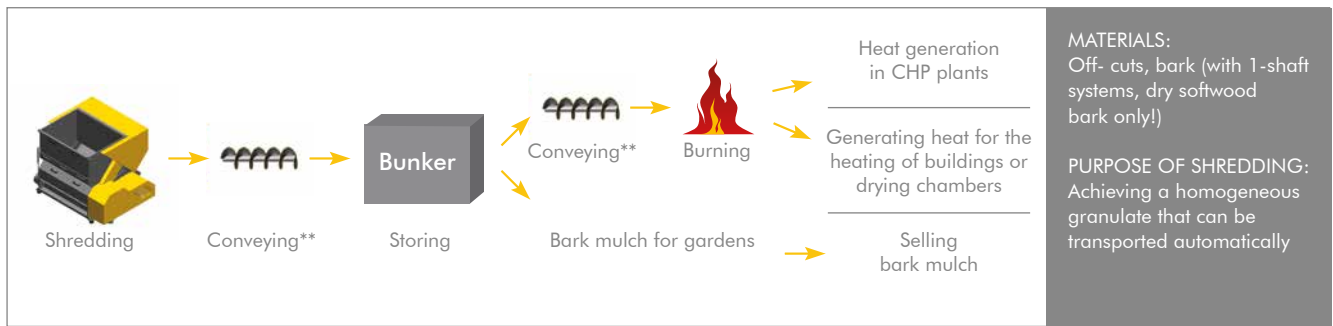 Shredding
Conveying**
Bunker
Storing
Conveying**
Burning
Heat generation
in CHP plants
Generating heat for the
heating of buildings or
drying chambers
Bark mulch for gardens
Selling
bark mulch
MATERIALS:
Off- cuts, bark (with 1-shaft
systems, dry softwood
bark only!)
PURPOSE OF SHREDDING:
Achieving a homogeneous
granulate that can be
transported automatically